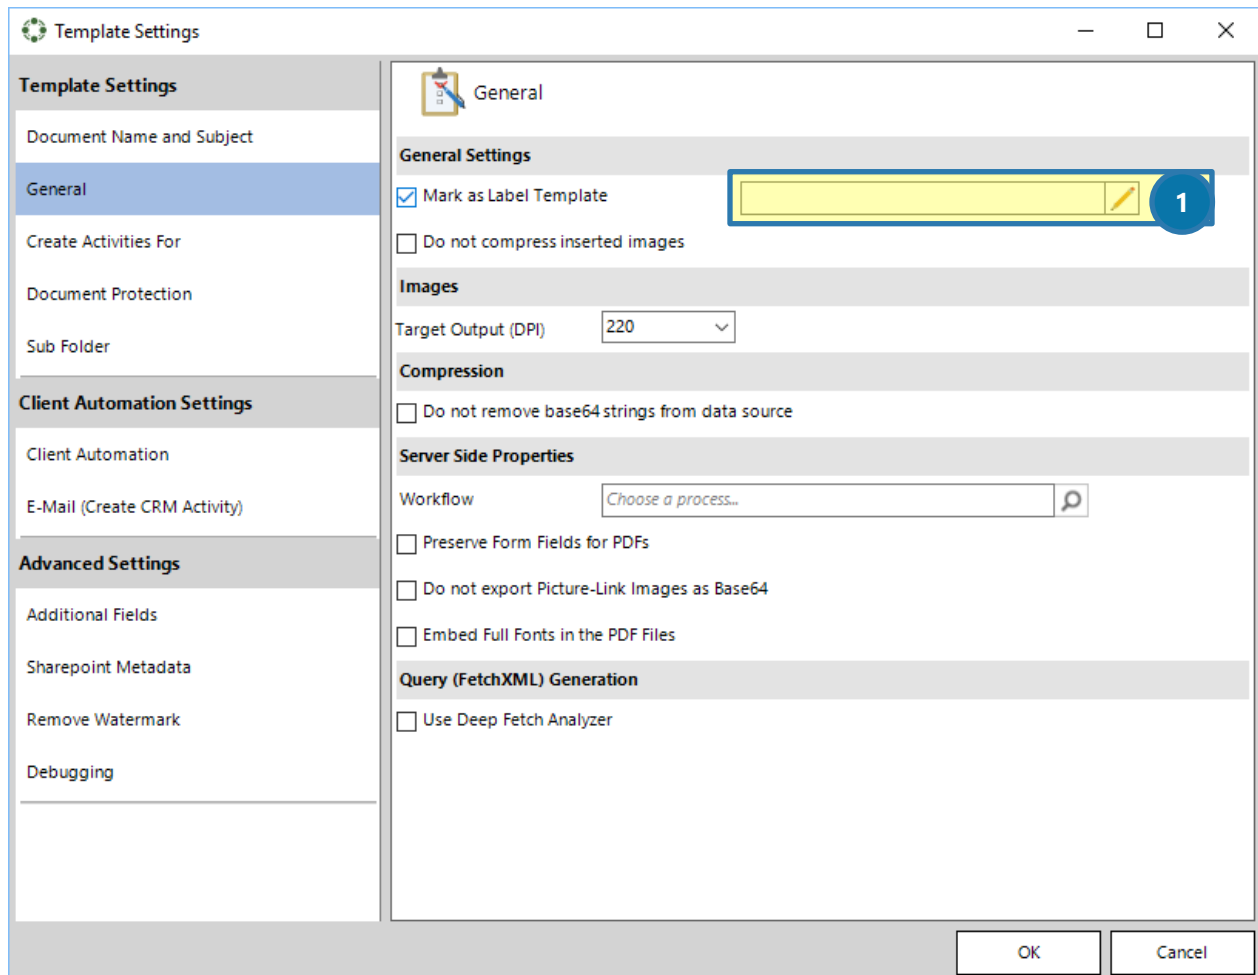 Template Settings
Template Settings
Document Name and Subject
General
Create Activities For
Document Protection
Sub Folder
Client Automation Settings
Client Automation
E-Mail (Create CRM Activity)
Advanced Settings
Additional Fields
Sharepoint Metadata
Remove Watermark
Debugging
General
General Settings
Mark as Label Template
1
Do not compress inserted images
Images
Target Output (DPI) 220
Compression
Do not remove base64 strings from data source
Server Side Properties
Workflow Choose a process...
Preserve Form Fields for PDFs
Do not export Picture-Link Images as Base64
Embed Full Fonts in the PDF Files
Query (FetchXML) Generation
Use Deep Fetch Analyzer
OK Cancel